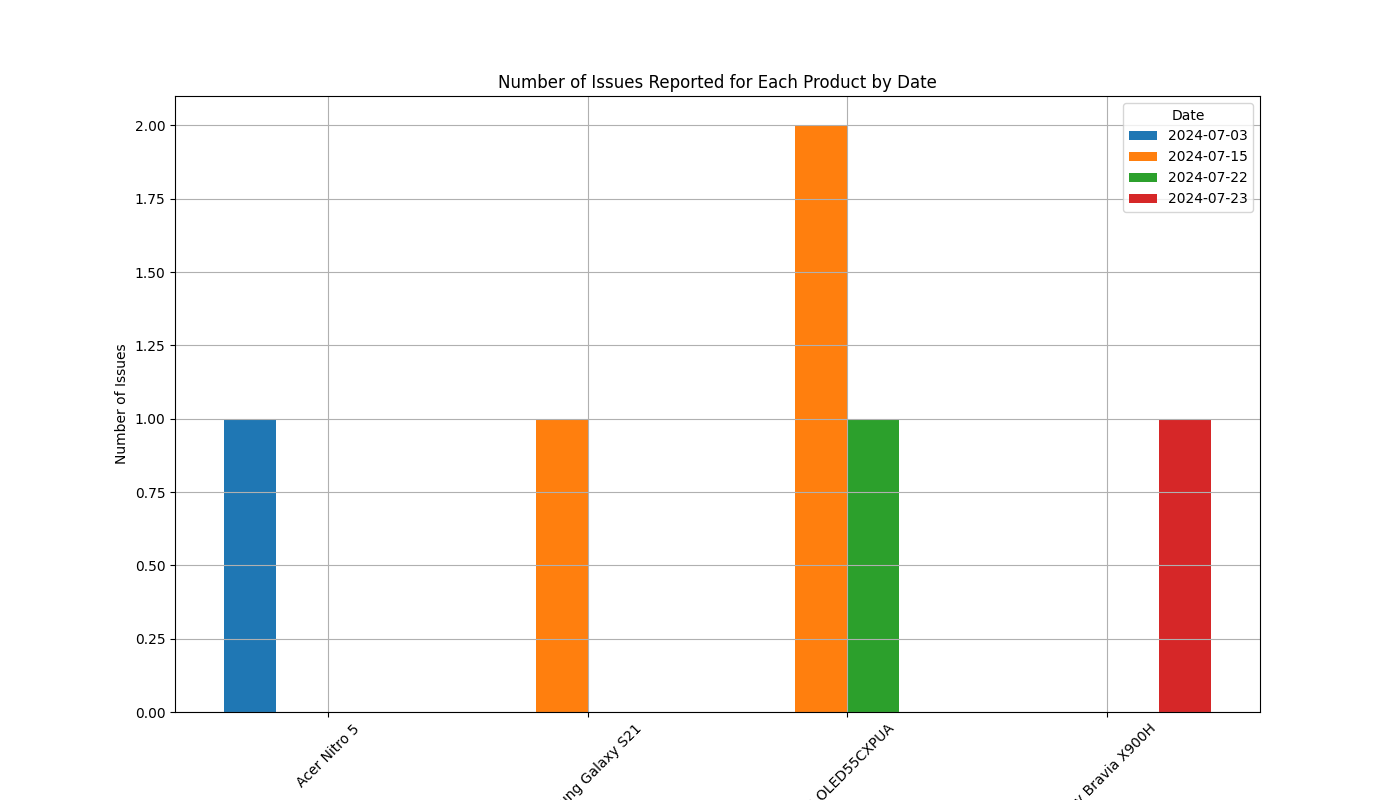 Number of Issues Reported for Each Product by Date
Date
2024-07-03
2024-07-15
2024-07-22
2024-07-23
Number of Issues
2.00
1.75
1.50
1.25
1.00
0.75
0.50
0.25
0.00
Acer Nitro 5
Galaxy S21
OLED55CXPUA
Bravia X900H